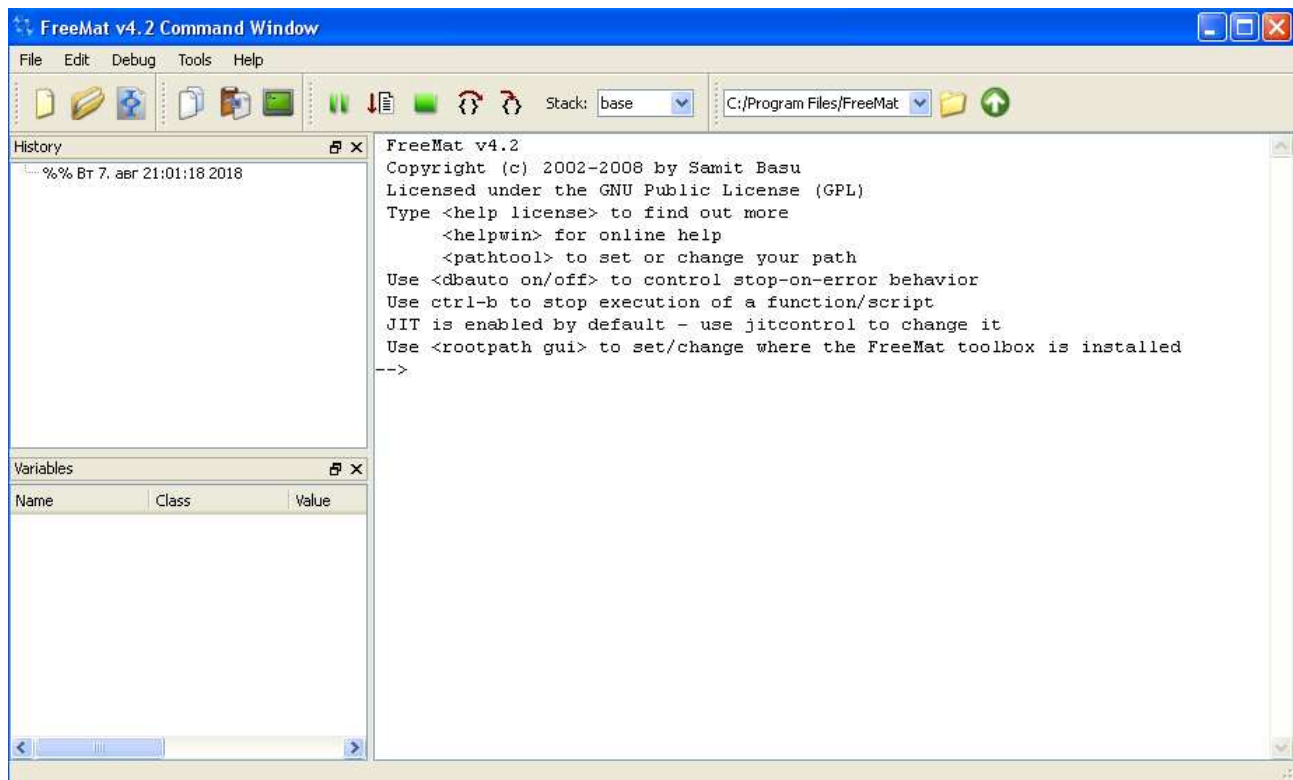 FreeMat v4.2 Command Window
File Edit Debug Tools Help
Stack: base C:/Program Files/FreeMat
History
%% Вт 7. авг 21:01:18 2018
Variables
Name Class Value
FreeMat v4.2
Copyright (c) 2002-2008 by Samit Basu
Licensed under the GNU Public License (GPL)
Type <help license> to find out more
<helpwin> for online help
<pathtool> to set or change your path
Use <dbauto on/off> to control stop-on-error behavior
Use ctrl-b to stop execution of a function/script
JIT is enabled by default - use jitcontrol to change it
Use <rootpath gui> to set/change where the FreeMat toolbox is installed
-->